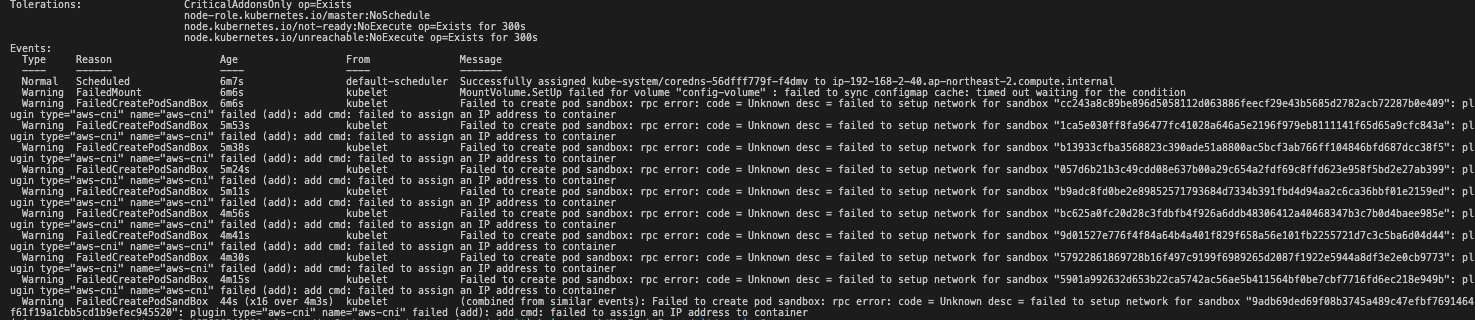 Tolerations:                 CriticalAddonsOnly op=Exists
                             node-role.kubernetes.io/master:NoSchedule
                             node.kubernetes.io/not-ready:NoExecute op=Exists for 300s
                             node.kubernetes.io/unreachable:NoExecute op=Exists for 300s
Events:
  Type     Reason                  Age                  From               Message
  ----     ------                  ----                 ----               -------
  Normal   Scheduled               6m7s                 default-scheduler  Successfully assigned kube-system/coredns-56dfff779f-f4dmv to ip-192-168-2-40.ap-northeast-2.compute.internal
  Warning  FailedMount             6m6s                 kubelet            MountVolume.SetUp failed for volume "config-volume" : failed to sync configmap cache: timed out waiting for the condition
  Warning  FailedCreatePodSandBox  6m6s                 kubelet            Failed to create pod sandbox: rpc error: code = Unknown desc = failed to setup network for sandbox "cc243a8c89be896d5058112d063886feecf29e43b5685d2782acb72287b0e409": pl
ugin type="aws-cni" name="aws-cni" failed (add): add cmd: failed to assign an IP address to container
  Warning  FailedCreatePodSandBox  5m53s                kubelet            Failed to create pod sandbox: rpc error: code = Unknown desc = failed to setup network for sandbox "1ca5e030ff8fa96477fc41028a646a5e2196f979eb8111141f65d65a9cfc843a": pl
ugin type="aws-cni" name="aws-cni" failed (add): add cmd: failed to assign an IP address to container
  Warning  FailedCreatePodSandBox  5m38s                kubelet            Failed to create pod sandbox: rpc error: code = Unknown desc = failed to setup network for sandbox "b13933cfba3568823c390ade51a8800ac5bcf3ab766ff104846bfd687dcc38f5": pl
ugin type="aws-cni" name="aws-cni" failed (add): add cmd: failed to assign an IP address to container
  Warning  FailedCreatePodSandBox  5m24s                kubelet            Failed to create pod sandbox: rpc error: code = Unknown desc = failed to setup network for sandbox "057d6b21b3c49cdd08e637b00a29c654a2fdf69c8ffd623e958f5bd2e27ab399": pl
ugin type="aws-cni" name="aws-cni" failed (add): add cmd: failed to assign an IP address to container
  Warning  FailedCreatePodSandBox  5m11s                kubelet            Failed to create pod sandbox: rpc error: code = Unknown desc = failed to setup network for sandbox "b9adc8fd0be2e89852571793684d7334b391fbd4d94aa2c6ca36bbf01e2159ed": pl
ugin type="aws-cni" name="aws-cni" failed (add): add cmd: failed to assign an IP address to container
  Warning  FailedCreatePodSandBox  4m56s                kubelet            Failed to create pod sandbox: rpc error: code = Unknown desc = failed to setup network for sandbox "bc625a0fc20d28c3fdbfb4f926a6ddb48306412a40468347b3c7b0d4baee985e": pl
ugin type="aws-cni" name="aws-cni" failed (add): add cmd: failed to assign an IP address to container
  Warning  FailedCreatePodSandBox  4m41s                kubelet            Failed to create pod sandbox: rpc error: code = Unknown desc = failed to setup network for sandbox "9d01527e776f4f84a64b4a401f829f658a56e101fb2255721d7c3c5ba6d04d44": pl
ugin type="aws-cni" name="aws-cni" failed (add): add cmd: failed to assign an IP address to container
  Warning  FailedCreatePodSandBox  4m30s                kubelet            Failed to create pod sandbox: rpc error: code = Unknown desc = failed to setup network for sandbox "57922861869728b16f497c9199f6989265d2087f1922e5944a8df3e2e0cb9773": pl
ugin type="aws-cni" name="aws-cni" failed (add): add cmd: failed to assign an IP address to container
  Warning  FailedCreatePodSandBox  4m15s                kubelet            Failed to create pod sandbox: rpc error: code = Unknown desc = failed to setup network for sandbox "5901a992632d653b22ca5742ac56ae5b411564bf0be7cbf7716fd6ec218e949b": pl
ugin type="aws-cni" name="aws-cni" failed (add): add cmd: failed to assign an IP address to container
  Warning  FailedCreatePodSandBox  44s (x16 over 4m3s)  kubelet            (combined from similar events): Failed to create pod sandbox: rpc error: code = Unknown desc = failed to setup network for sandbox "9adb69ded69f08b3745a489c47efbf7691464
f61f19a1cbb5cd1b9efec945520": plugin type="aws-cni" name="aws-cni" failed (add): add cmd: failed to assign an IP address to container